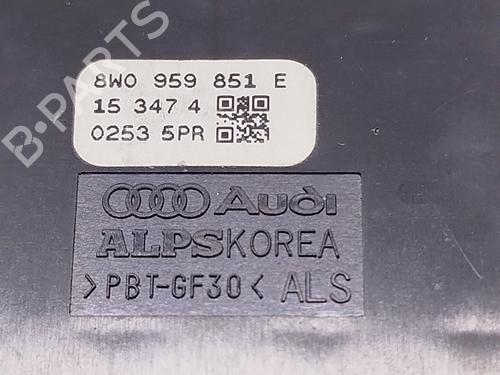 8W0 959 851 E
15 347 4
0253 5PR
Audi
ALPSKOREA
>PBT-GF30< ALS
B-PARTS